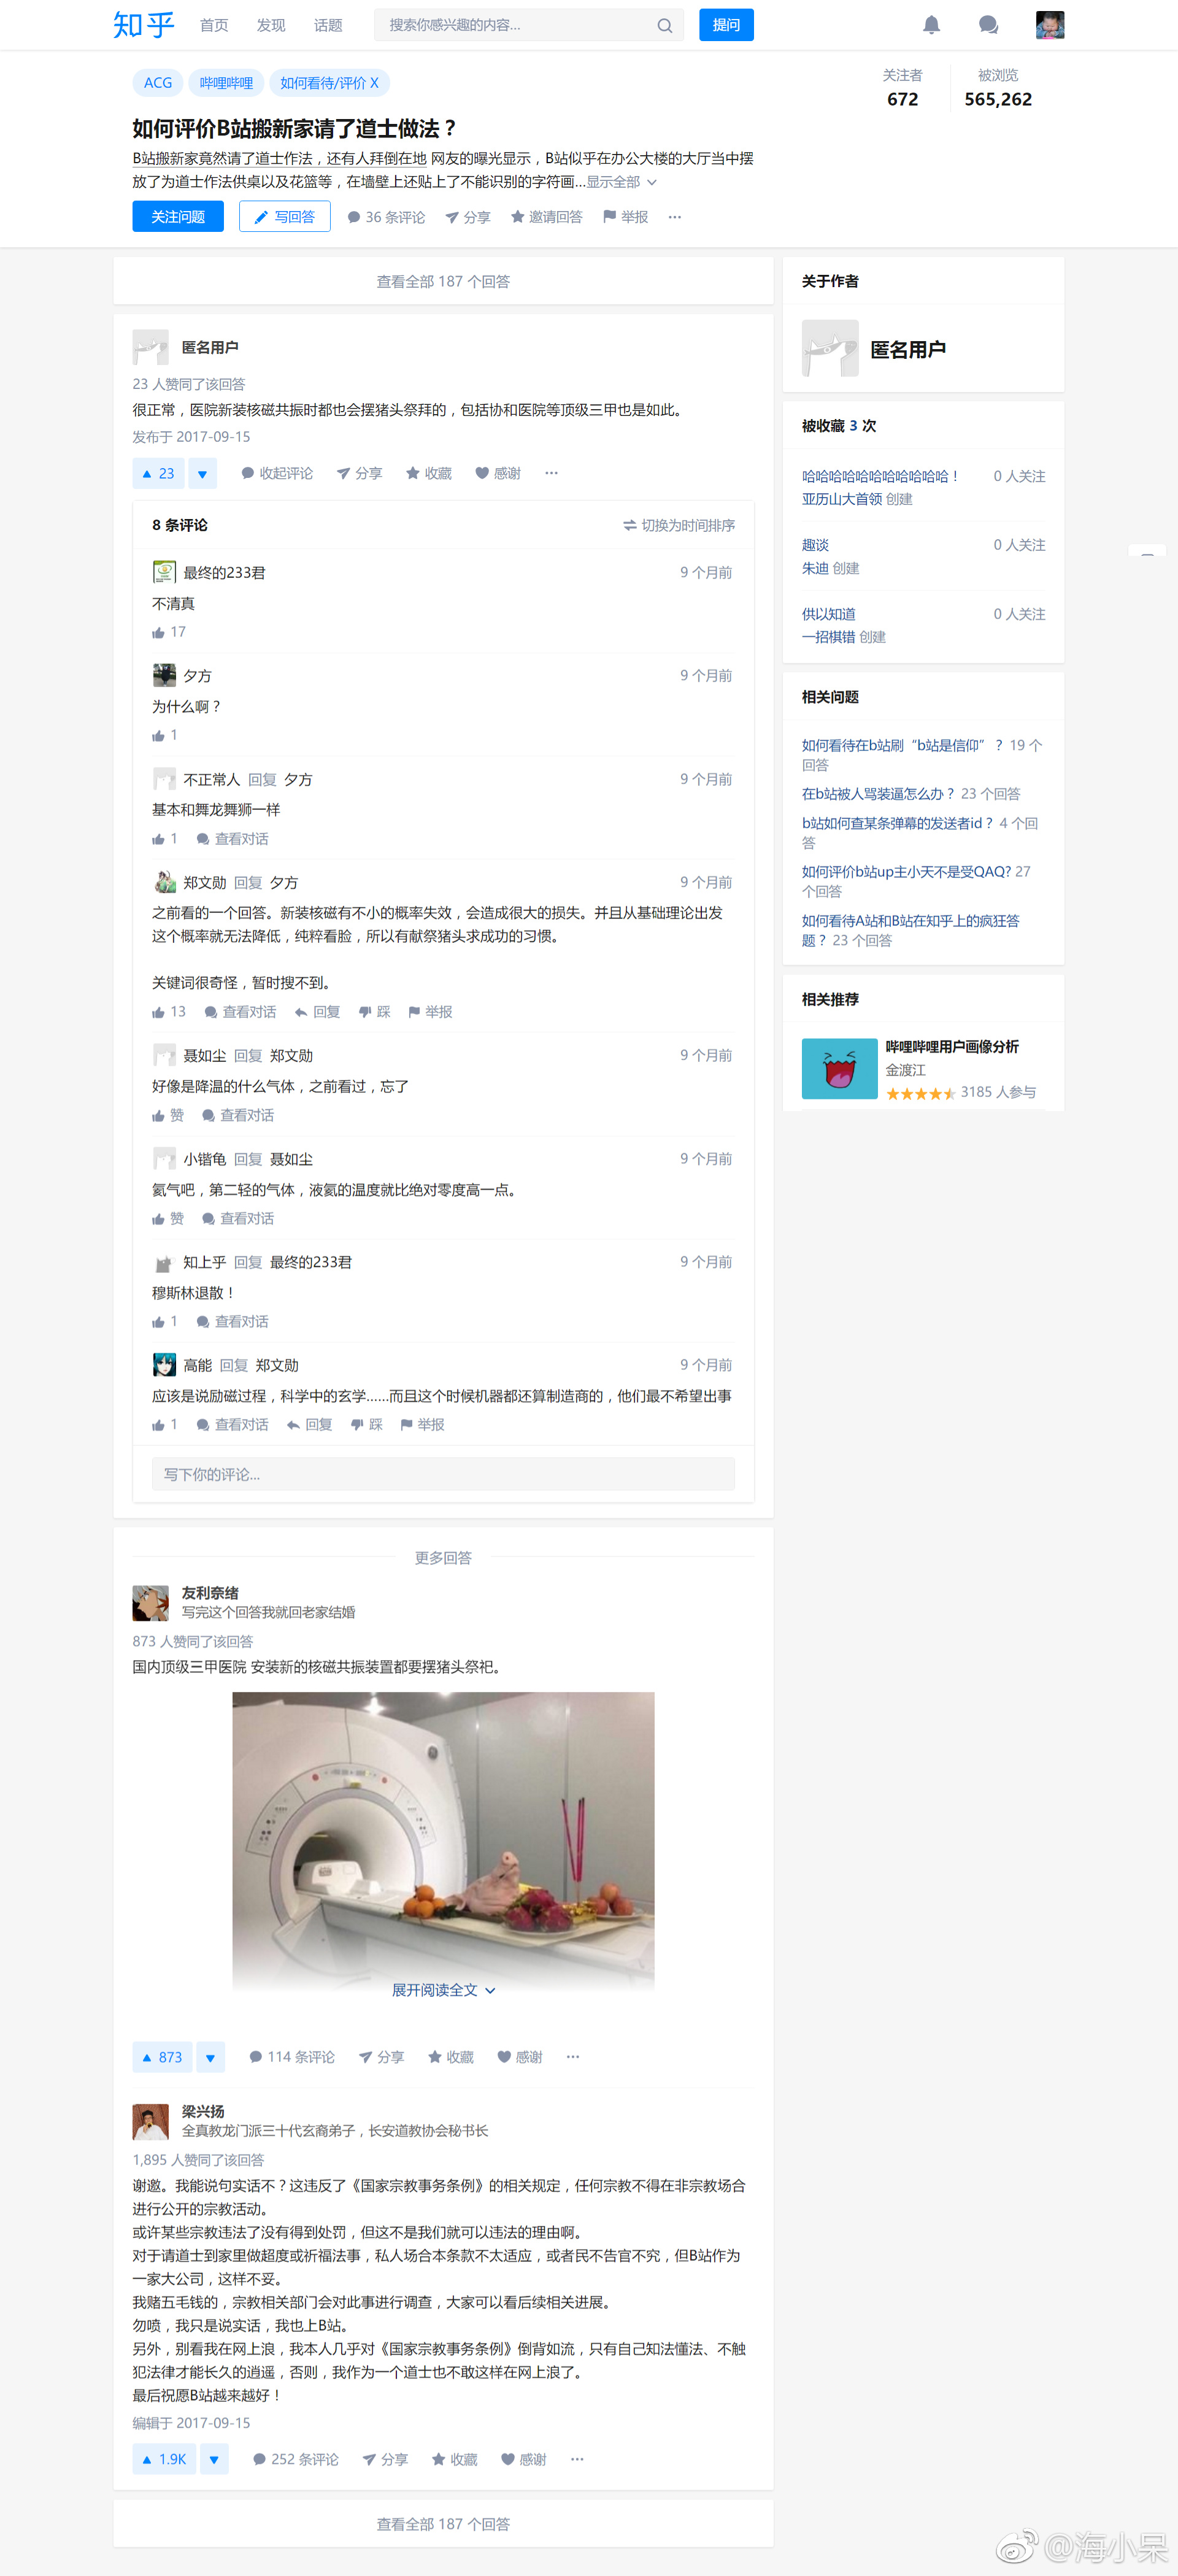 知乎 首页 发现 话题 搜索你感兴趣的内容... 提问
ACG 哔哩哔哩 如何看待/评价 X
关注者 被浏览
672 565,262
如何评价B站搬新家请了道士做法？
B站搬新家竟然请了道士作法，还有人拜倒在地 网友的曝光显示，B站似乎在办公大楼的大厅当中摆
放了为道士作法供桌以及花篮等，在墙壁上还贴上了不能识别的字符画...显示全部
关注问题 写回答 36 条评论 分享 邀请回答 举报 ...
查看全部 187 个回答
匿名用户
23 人赞同了该回答
很正常，医院新装核磁共振时都也会摆猪头祭拜的，包括协和医院等顶级三甲也是如此。
发布于 2017-09-15
23 收起评论 分享 收藏 感谢 ...
8 条评论 切换为时间排序
最终的233君 9 个月前
不清真
17
夕方 9 个月前
为什么啊？
1
不正常人 回复 夕方 9 个月前
基本和舞龙舞狮一样
1 查看对话
郑文勋 回复 夕方 9 个月前
之前看的一个回答。新装核磁有不小的概率失效，会造成很大的损失。并且从基础理论出发
这个概率就无法降低，纯粹看脸，所以有献祭猪头求成功的习惯。
关键词很奇怪，暂时搜不到。
13 查看对话 回复 踩 举报
聂如尘 回复 郑文勋 9 个月前
好像是降温的什么气体，之前看过，忘了
赞 查看对话
小锴龟 回复 聂如尘 9 个月前
氦气吧，第二轻的气体，液氦的温度就比绝对零度高一点。
赞 查看对话
知上乎 回复 最终的233君 9 个月前
穆斯林退散！
1 查看对话
高能 回复 郑文勋 9 个月前
应该是说励磁过程，科学中的玄学......而且这个时候机器都还算制造商的，他们最不希望出事
1 查看对话 回复 踩 举报
写下你的评论...
更多回答
友利奈绪
写完这个回答我就回老家结婚
873 人赞同了该回答
国内顶级三甲医院 安装新的核磁共振装置都要摆猪头祭祀。
展开阅读全文
873 114 条评论 分享 收藏 感谢 ...
梁兴扬
全真教龙门派三十代玄裔弟子，长安道教协会秘书长
1,895 人赞同了该回答
谢邀。我能说句实话不？这违反了《国家宗教事务条例》的相关规定，任何宗教不得在非宗教场合
进行公开的宗教活动。
或许某些宗教违法了没有得到处罚，但这不是我们就可以违法的理由啊。
对于请道士到家里做超度或祈福法事，私人场合本条款不太适应，或者民不告官不究，但B站作为
一家大公司，这样不妥。
我赌五毛钱的，宗教相关部门会对此事进行调查，大家可以看后续相关进展。
勿喷，我只是说实话，我也上B站。
另外，别看我在网上浪，我本人几乎对《国家宗教事务条例》倒背如流，只有自己知法懂法、不触
犯法律才能长久的逍遥，否则，我作为一个道士也不敢这样在网上浪了。
最后祝愿B站越来越好！
编辑于 2017-09-15
1.9K 252 条评论 分享 收藏 感谢 ...
查看全部 187 个回答
关于作者
匿名用户
被收藏 3 次
哈哈哈哈哈哈哈哈哈哈哈！ 0 人关注
亚历山大首领 创建
趣谈 0 人关注
朱迪 创建
供以知道 0 人关注
一招棋错 创建
相关问题
如何看待在b站刷“b站是信仰”？ 19 个
回答
在b站被人骂装逼怎么办？ 23 个回答
b站如何查某条弹幕的发送者id？ 4 个回
答
如何评价b站up主小天不是受QAQ? 27
个回答
如何看待A站和B站在知乎上的疯狂答
题？ 23 个回答
相关推荐
哔哩哔哩用户画像分析
金渡江
3185 人参与
@海小呆